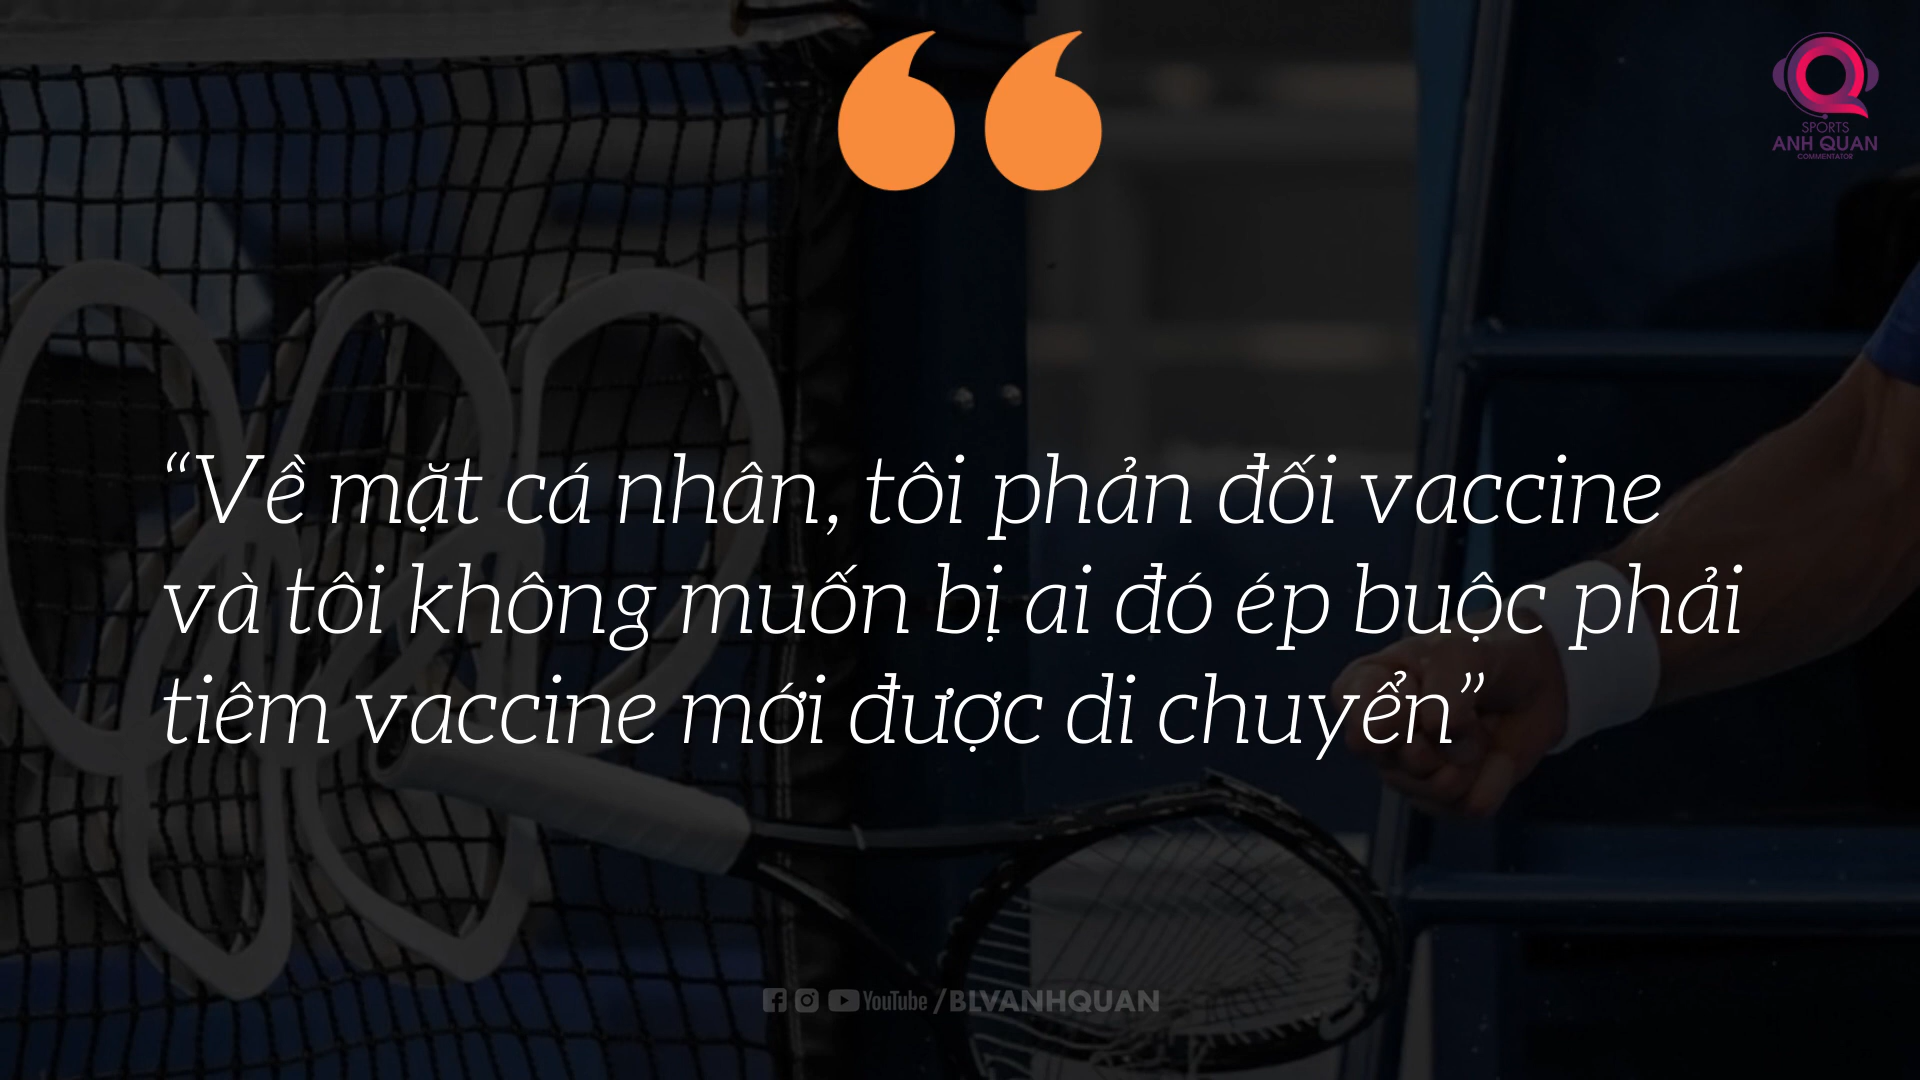 SPORTS
ANH QUAN
COMMENTATOR
“Về mặt cá nhân, tôi phản đối vaccine
và tôi không muốn bị ai đó ép buộc phải
tiêm vaccine mới được di chuyển”
YouTube /BLVANHQUAN